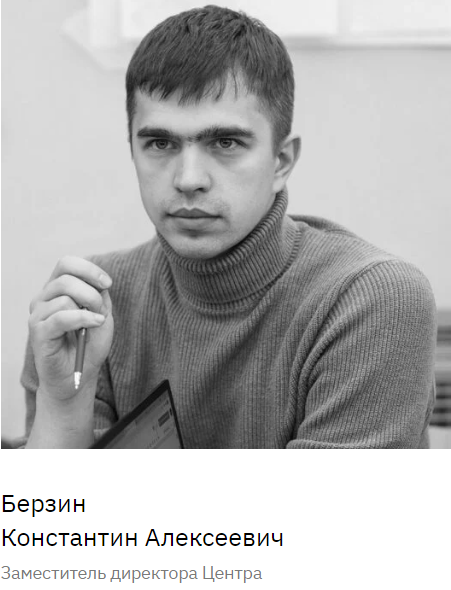 Берзин
Константин Алексеевич
Заместитель директора Центра